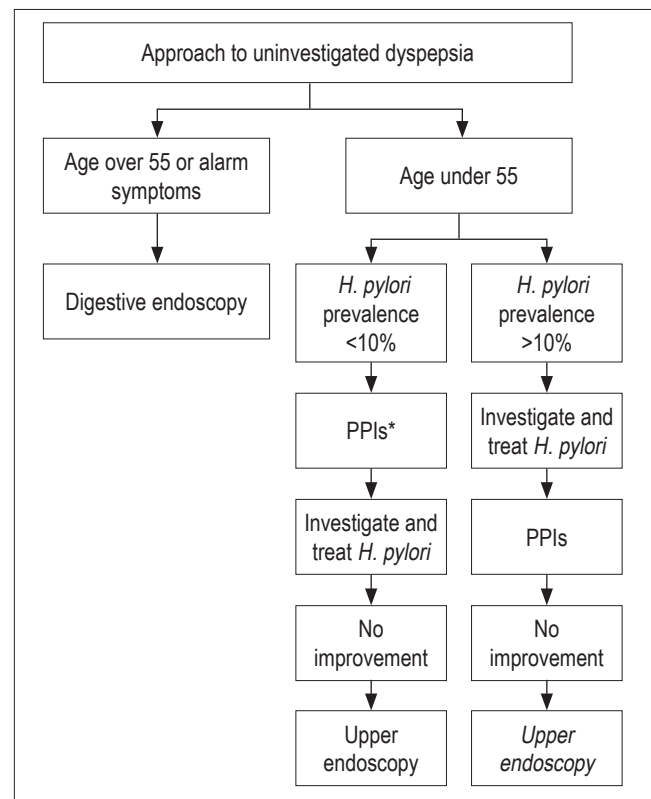 Approach to uninvestigated dyspepsia
Age over 55 or alarm
symptoms
Age under 55
Digestive endoscopy
H. pylori
prevalence
<10%
H. pylori
prevalence
>10%
PPIs*
Investigate and
treat H. pylori
Investigate and
treat H. pylori
PPIs
No
improvement
No
improvement
Upper
endoscopy
Upper
endoscopy